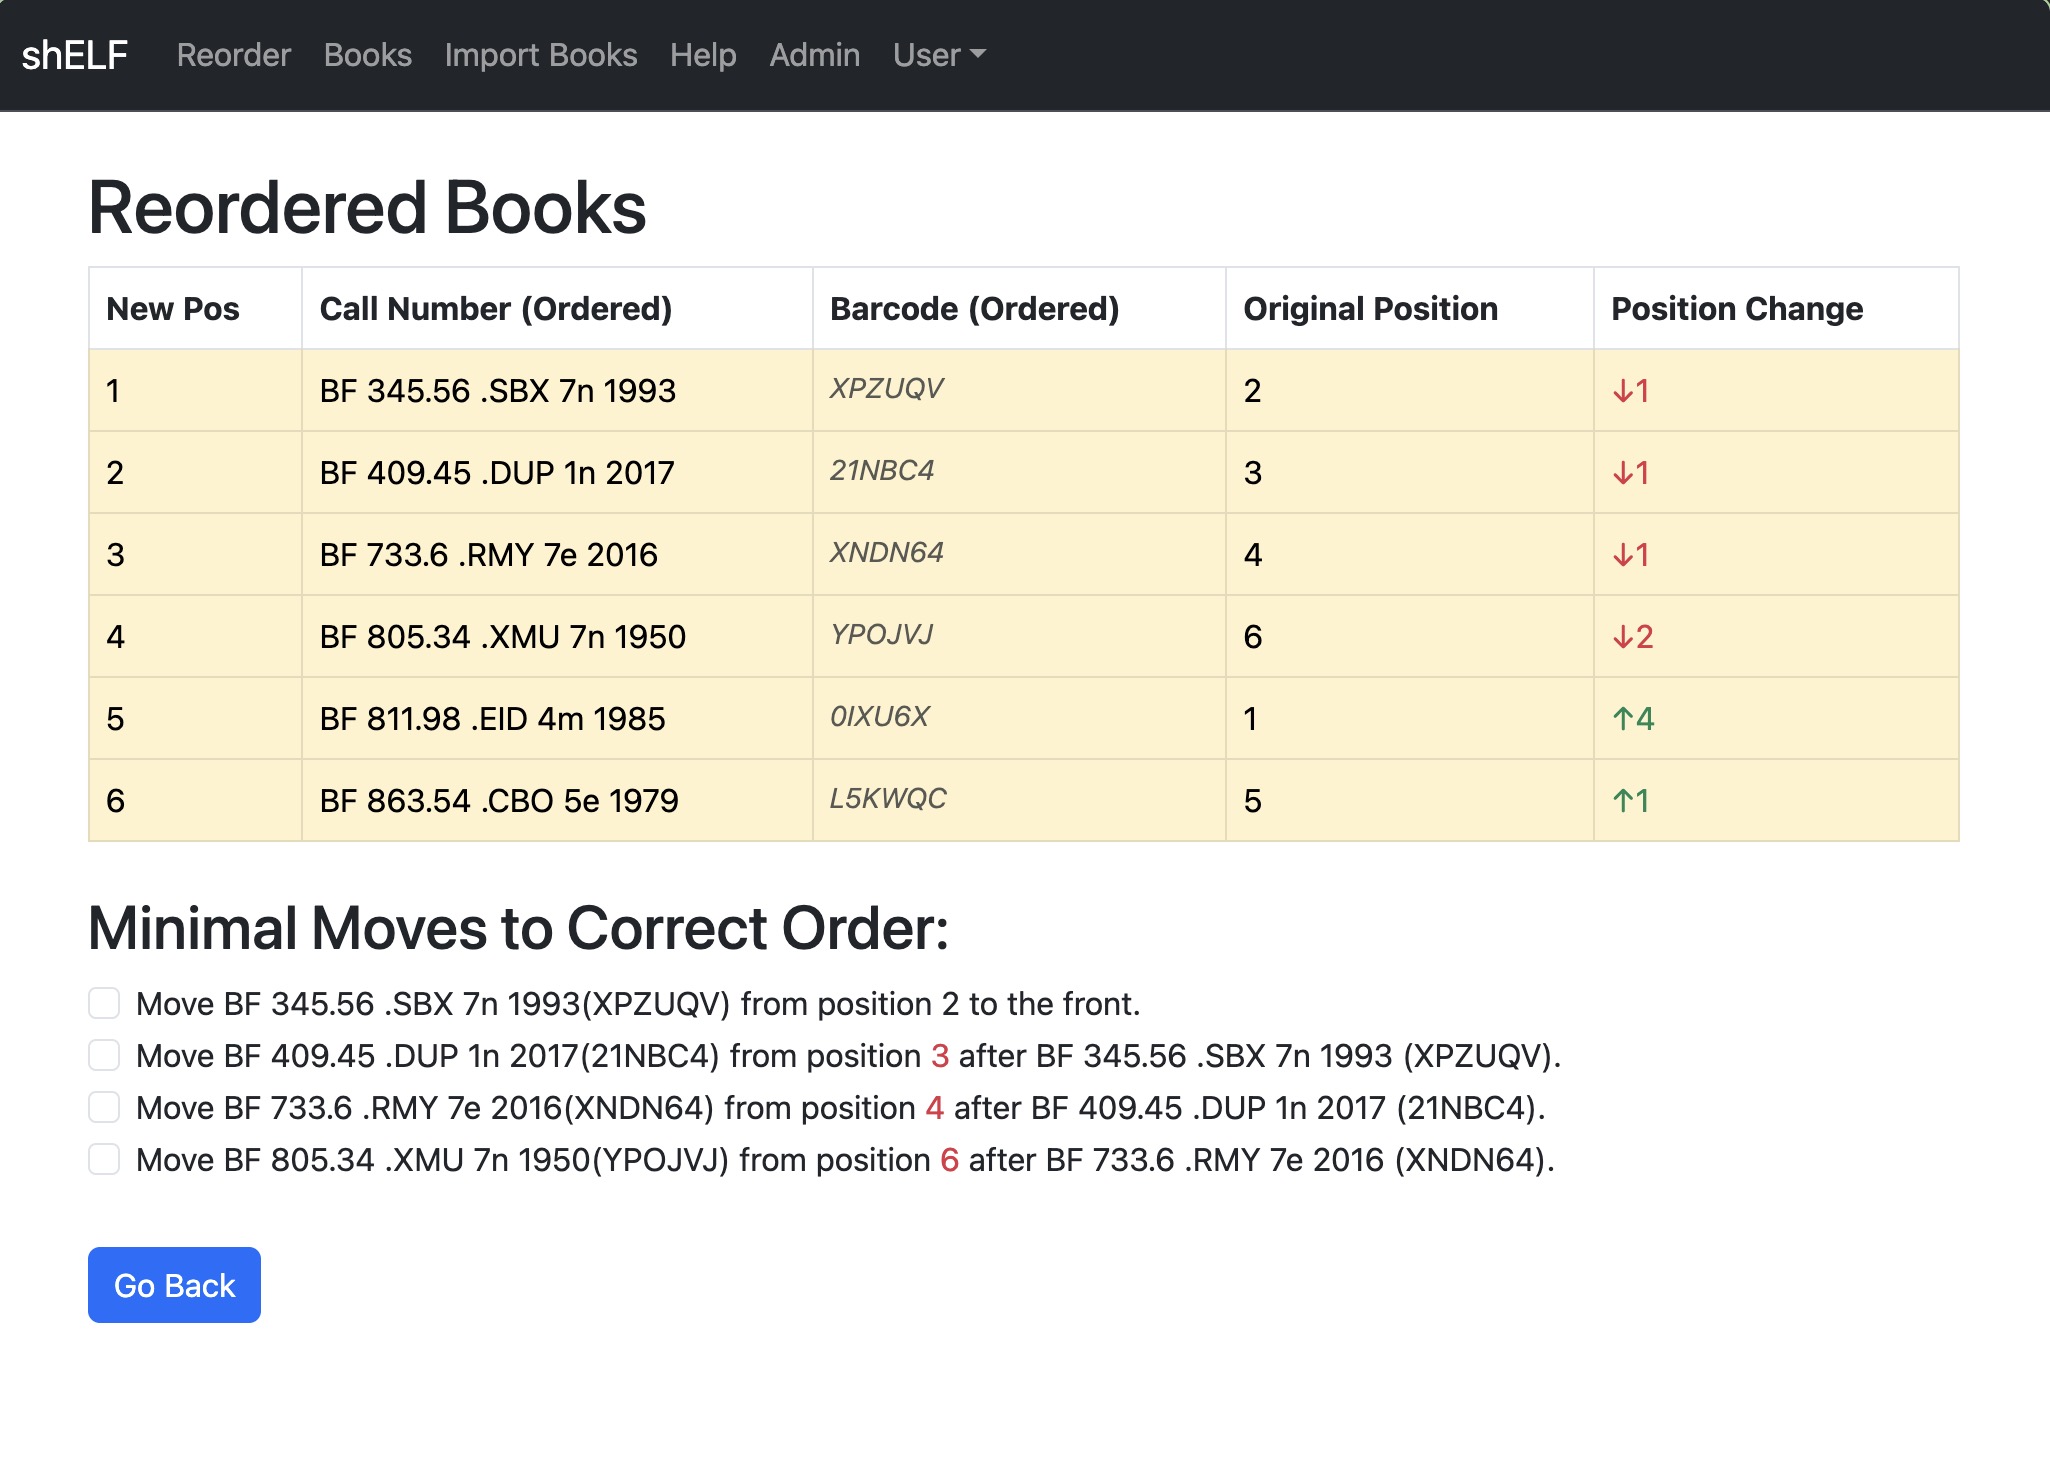 shELF Reorder Books Import Books Help Admin User
Reordered Books
New Pos Call Number (Ordered) Barcode (Ordered) Original Position Position Change
1 BF 345.56 .SBX 7n 1993 XPZUQV 2 ↓1
2 BF 409.45 .DUP 1n 2017 21NBC4 3 ↓1
3 BF 733.6 .RMY 7e 2016 XNDN64 4 ↓1
4 BF 805.34 .XMU 7n 1950 YPOJVJ 6 ↓2
5 BF 811.98 .EID 4m 1985 0IXU6X 1 ↑4
6 BF 863.54 .CBO 5e 1979 L5KWQC 5 ↑1
Minimal Moves to Correct Order:
Move BF 345.56 .SBX 7n 1993(XPZUQV) from position 2 to the front.
Move BF 409.45 .DUP 1n 2017(21NBC4) from position 3 after BF 345.56 .SBX 7n 1993 (XPZUQV).
Move BF 733.6 .RMY 7e 2016(XNDN64) from position 4 after BF 409.45 .DUP 1n 2017 (21NBC4).
Move BF 805.34 .XMU 7n 1950(YPOJVJ) from position 6 after BF 733.6 .RMY 7e 2016 (XNDN64).
Go Back